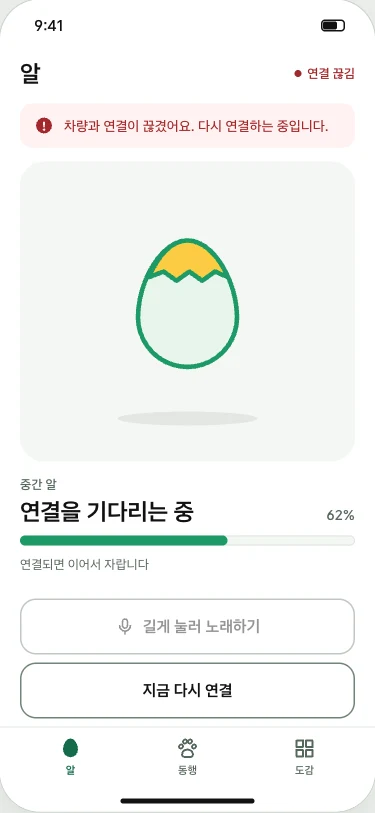 9:41
알
연결 끊김
차량과 연결이 끊겼어요. 다시 연결하는 중입니다.
중간 알
연결을 기다리는 중
62%
연결되면 이어서 자랍니다
길게 눌러 노래하기
지금 다시 연결
알
동행
도감